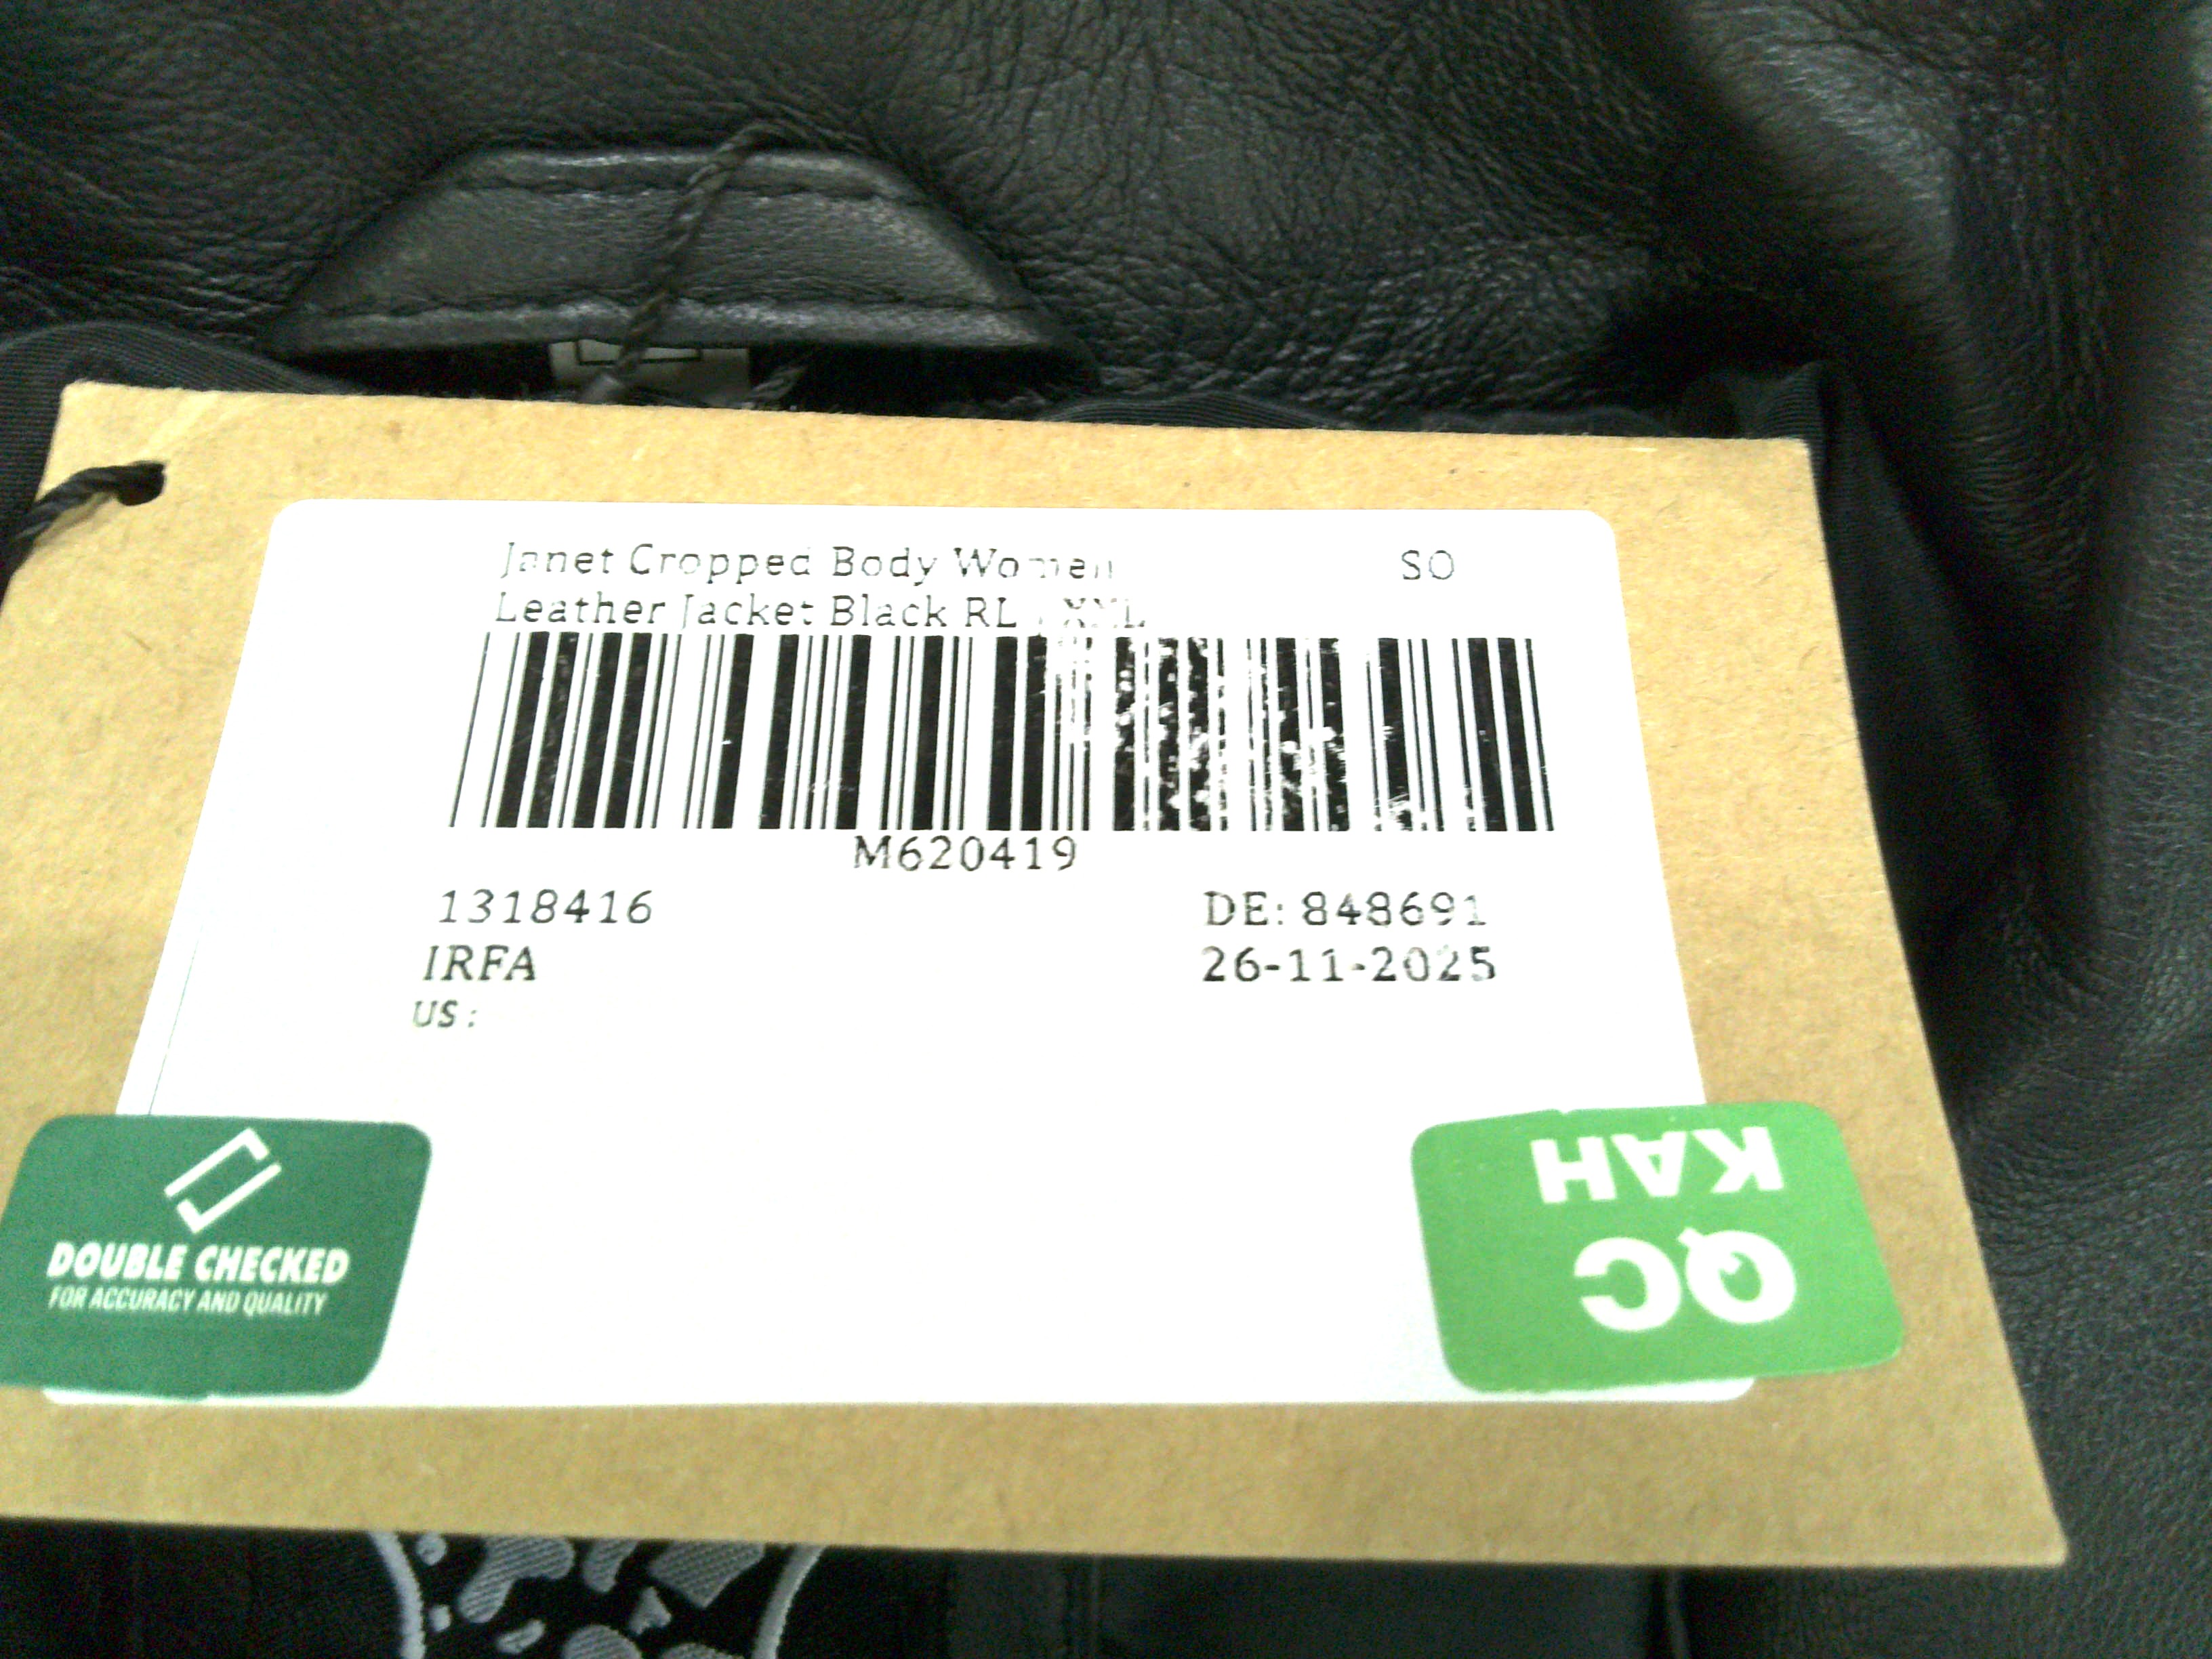 Janet Cropped Body Women
SO
Leather Jacket Black RL
M620419
1318416
DE: 848691
IRFA
26-11-2025
US:
DOUBLE CHECKED
FOR ACCURACY AND QUALITY
QC
KAH